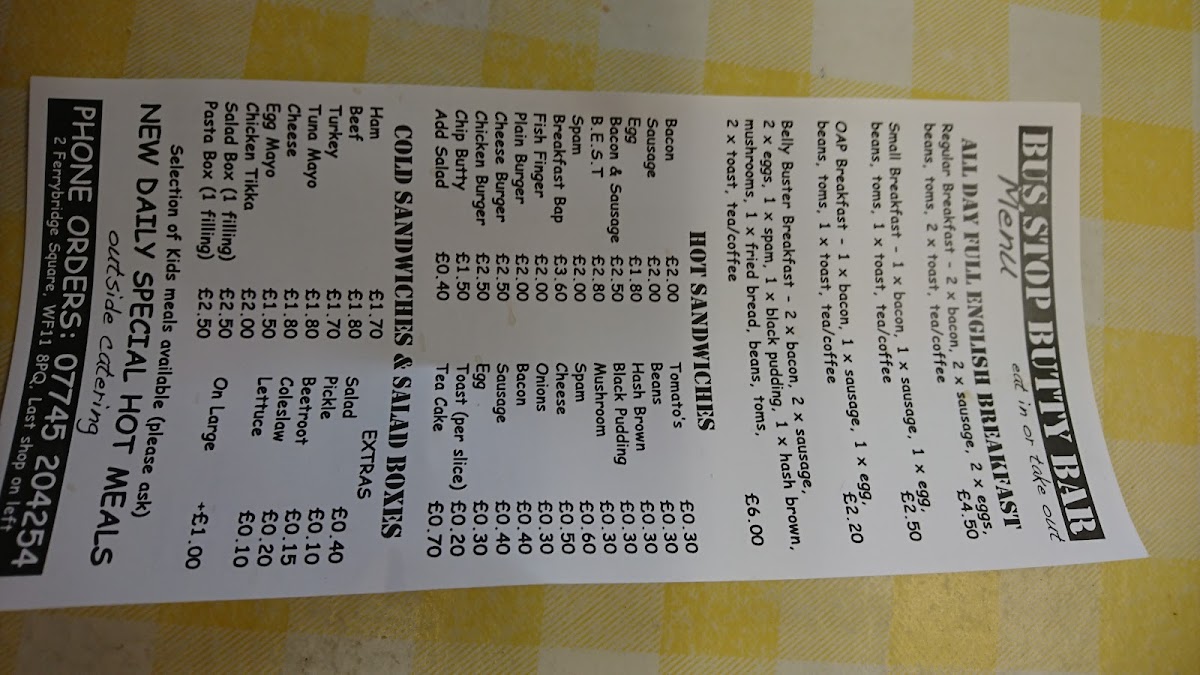 BUS STOP BUTTY BAR
Menu eat in or take out
ALL DAY FULL ENGLISH BREAKFAST
Regular Breakfast - 2 x bacon, 2 x sausage, 2 x eggs,
beans, toms, 2 x toast, tea/coffee £4.50
Small Breakfast - 1 x bacon, 1 x sausage, 1 x egg,
beans, toms, 1 x toast, tea/coffee £2.50
OAP Breakfast - 1 x bacon, 1 x sausage, 1 x egg,
beans, toms, 1 x toast, tea/coffee £2.20
Belly Buster Breakfast - 2 x bacon, 2 x sausage,
2 x eggs, 1 x spam, 1 x black pudding, 1 x hash brown,
mushrooms, 1 x fried bread, beans, toms,
2 x toast, tea/coffee £6.00
HOT SANDWICHES
Bacon £2.00 Tomato's £0.30
Sausage £2.00 Beans £0.30
Egg £1.80 Hash Brown £0.30
Bacon & Sausage £2.50 Black Pudding £0.30
B.E.S.T £2.80 Mushroom £0.30
Spam £2.00 Spam £0.60
Breakfast Bap £3.60 Cheese £0.50
Fish Finger £2.00 Onions £0.30
Plain Burger £2.00 Bacon £0.40
Cheese Burger £2.50 Sausage £0.40
Chicken Burger £2.50 Egg £0.30
Chip Butty £1.50 Toast (per slice) £0.20
Add Salad £0.40 Tea Cake £0.70
COLD SANDWICHES & SALAD BOXES
Ham £1.70 EXTRAS
Beef £1.80 Salad £0.40
Turkey £1.70 Pickle £0.10
Tuna Mayo £1.80 Beetroot £0.15
Cheese £1.80 Coleslaw £0.20
Egg Mayo £1.50 Lettuce £0.10
Chicken Tikka £2.00
Salad Box (1 filling) £2.50 On Large +£1.00
Pasta Box (1 filling) £2.50
Selection of Kids meals available (please ask)
NEW DAILY SPECIAL HOT MEALS
outside catering
PHONE ORDERS: 07745 204254
2 Ferrybridge Square, WF11 8PQ, Last shop on left